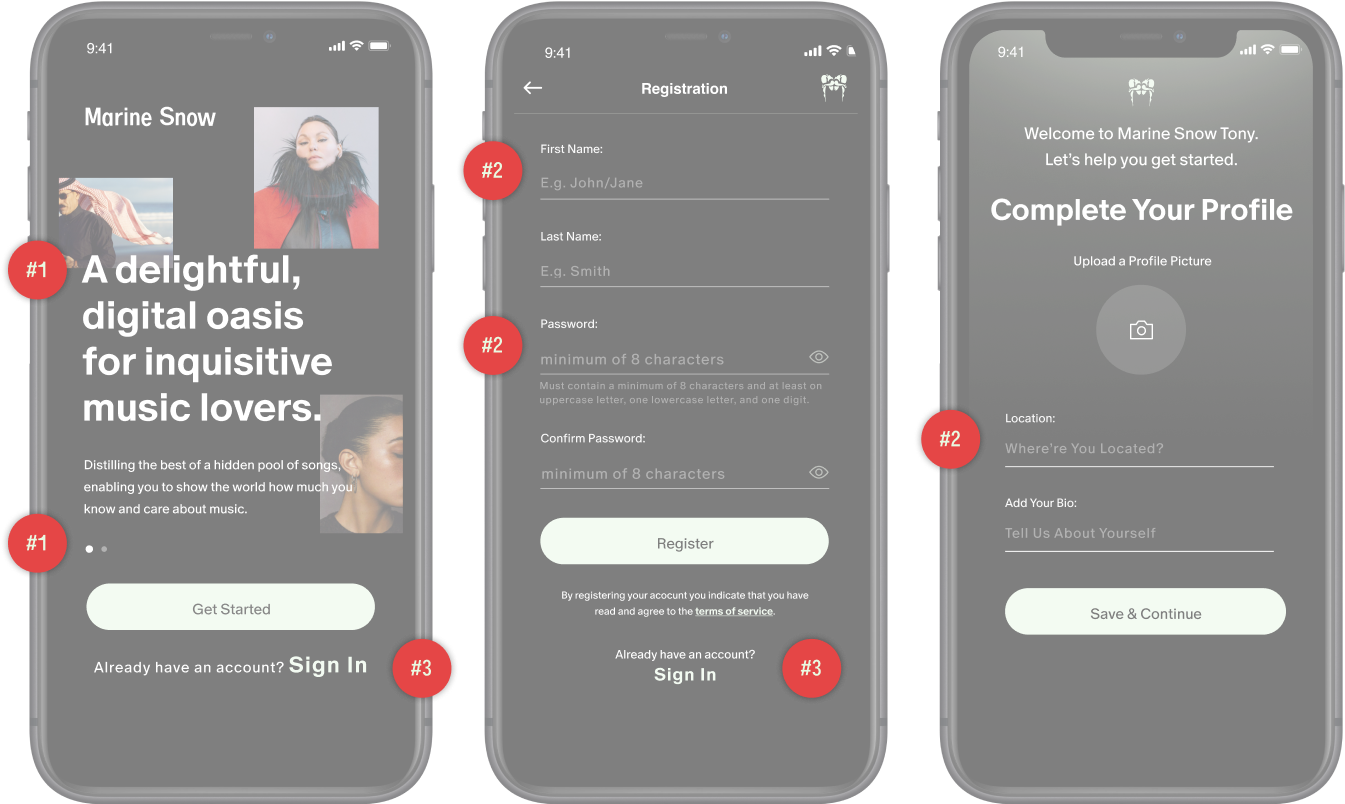 9:41
Marine Snow
#1
A delightful,
digital oasis
for inquisitive
music lovers.
Distilling the best of a hidden pool of songs,
enabling you to show the world how much you
know and care about music.
#1
Get Started
Already have an account? Sign In
#3
9:41
Registration
#2
First Name:
E.g. John/Jane
Last Name:
E.g. Smith
#2
Password:
minimum of 8 characters
Must contain a minimum of 8 characters and at least on
uppercase letter, one lowercase letter, and one digit.
Confirm Password:
minimum of 8 characters
Register
By registering your acocunt you indicate that you have
read and agree to the terms of service.
Already have an account?
Sign In
#3
9:41
Welcome to Marine Snow Tony.
Let's help you get started.
Complete Your Profile
Upload a Profile Picture
#2
Location:
Where're You Located?
Add Your Bio:
Tell Us About Yourself
Save & Continue